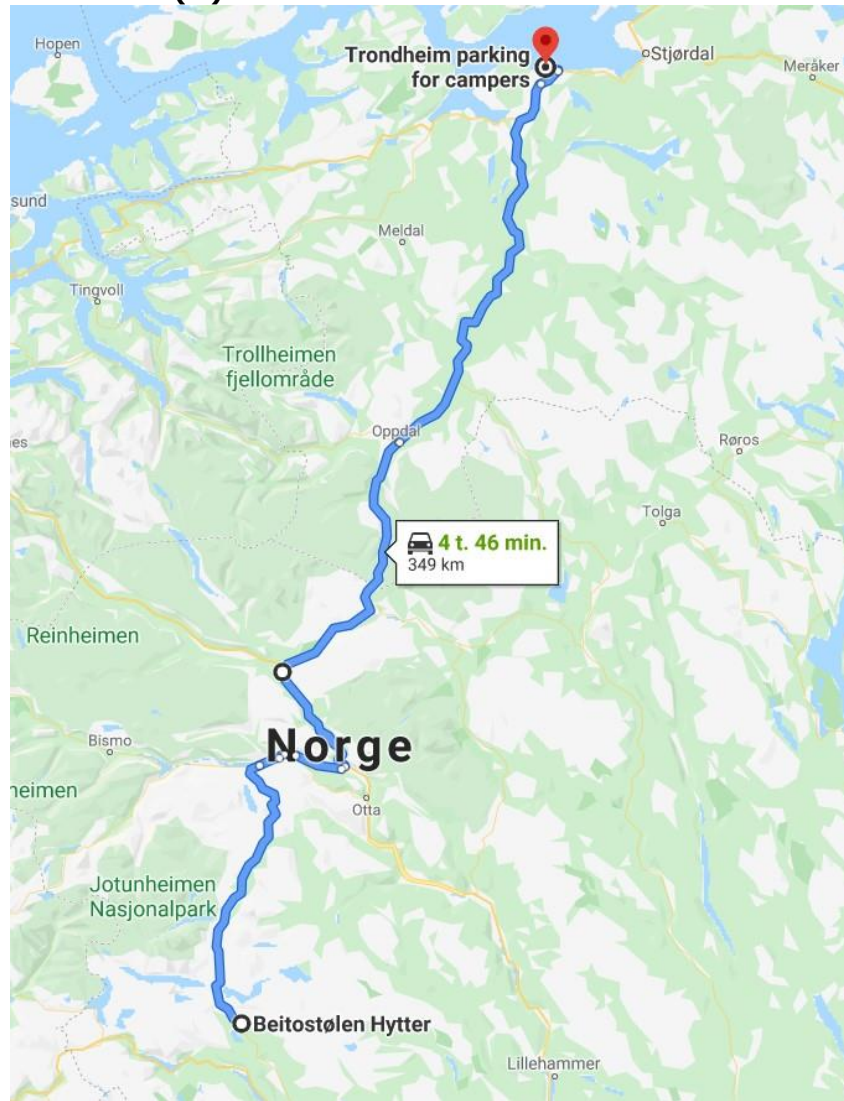 Hopen
Trondheim parking
for campers
Stjørdal
Meråker
sund
Meldal
Tingvoll
Trollheimen
fjellområde
Oppdal
es
Røros
Tolga
4 t. 46 min.
349 km
Reinheimen
Norge
Bismo
heimen
Otta
Jotunheimen
Nasjonalpark
Beitostølen Hytter
Lillehammer